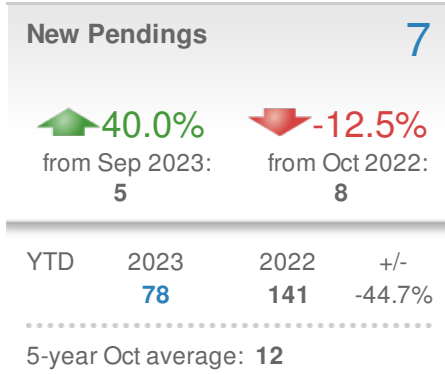 New Pendings 7
40.0% -12.5%
from Sep 2023: from Oct 2022:
5 8
YTD 2023 2022 +/-
78 141 -44.7%
5-year Oct average: 12